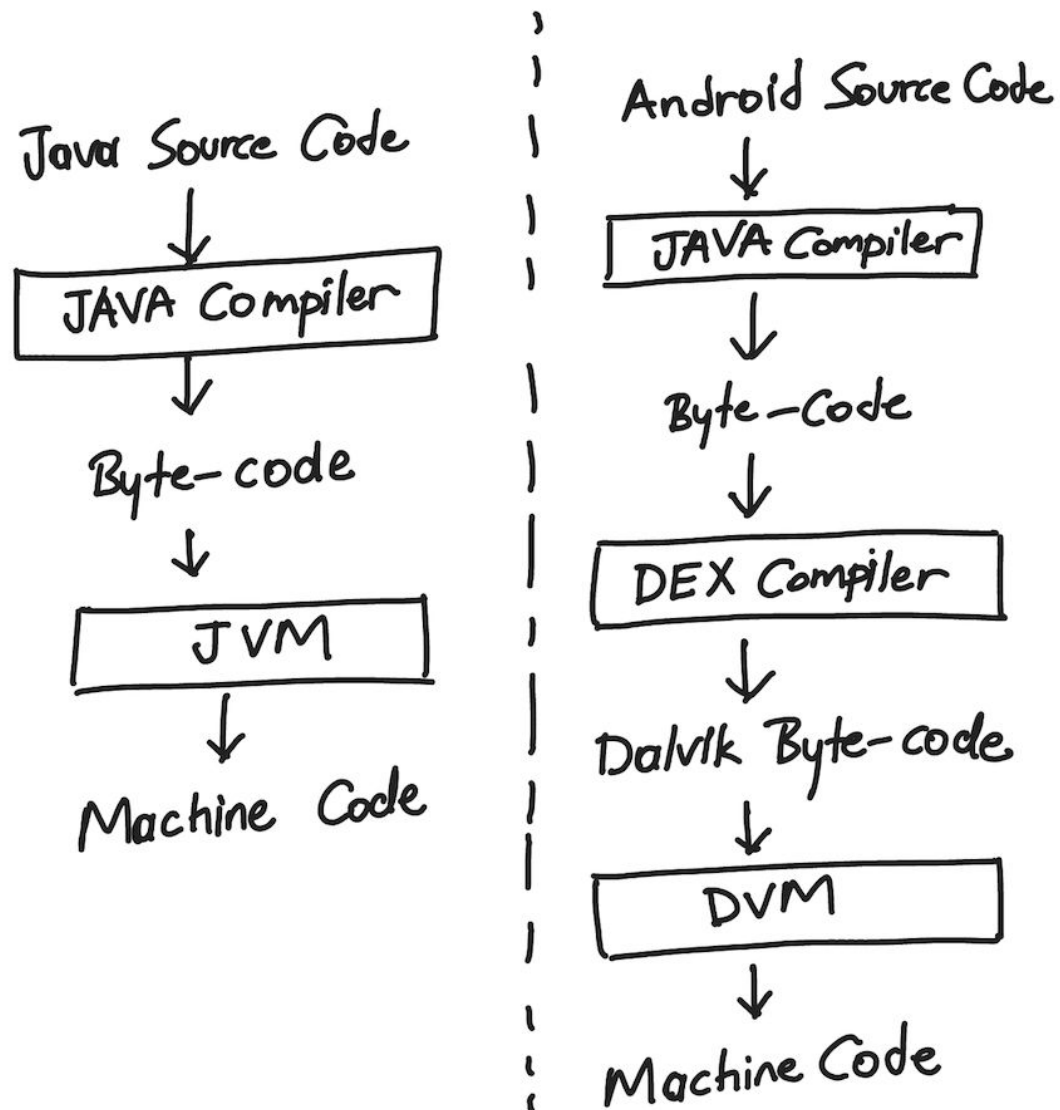 Java Source Code
JAVA Compiler
Byte-code
JVM
Machine Code
Android Source Code
JAVA Compiler
Byte-Code
DEX Compiler
Dalvik Byte-code
DVM
Machine Code